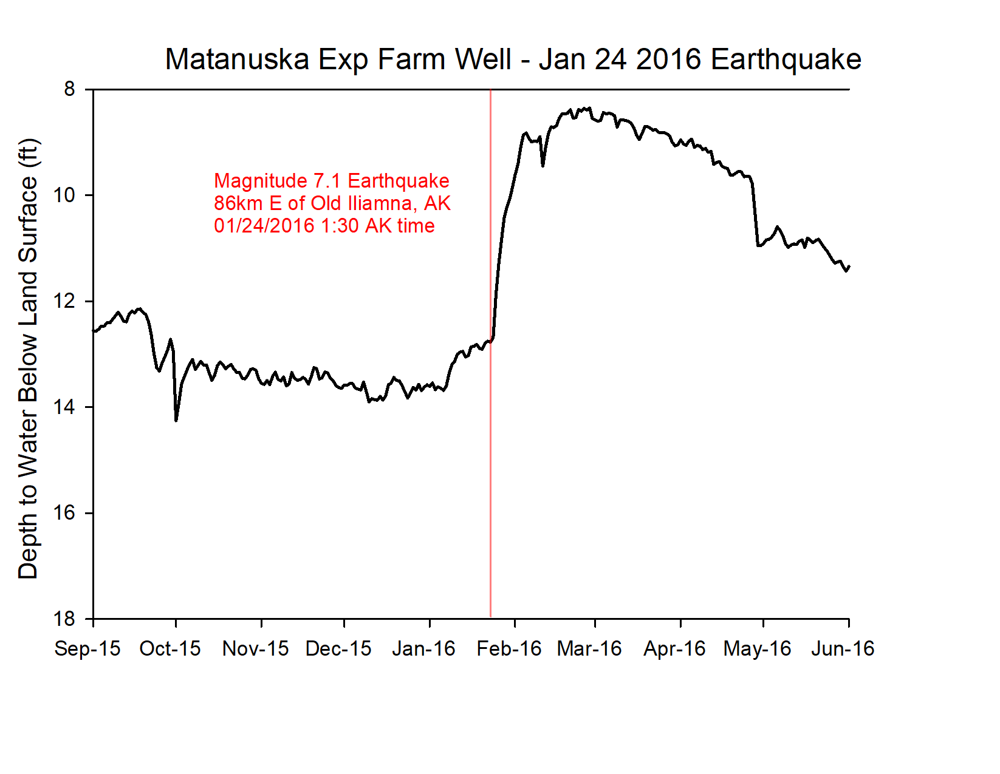 Matanuska Exp Farm Well - Jan 24 2016 Earthquake
Depth to Water Below Land Surface (ft)
8
10
12
14
16
18
Magnitude 7.1 Earthquake
86km E of Old Iliamna, AK
01/24/2016 1:30 AK time
Sep-15 Oct-15 Nov-15 Dec-15 Jan-16 Feb-16 Mar-16 Apr-16 May-16 Jun-16